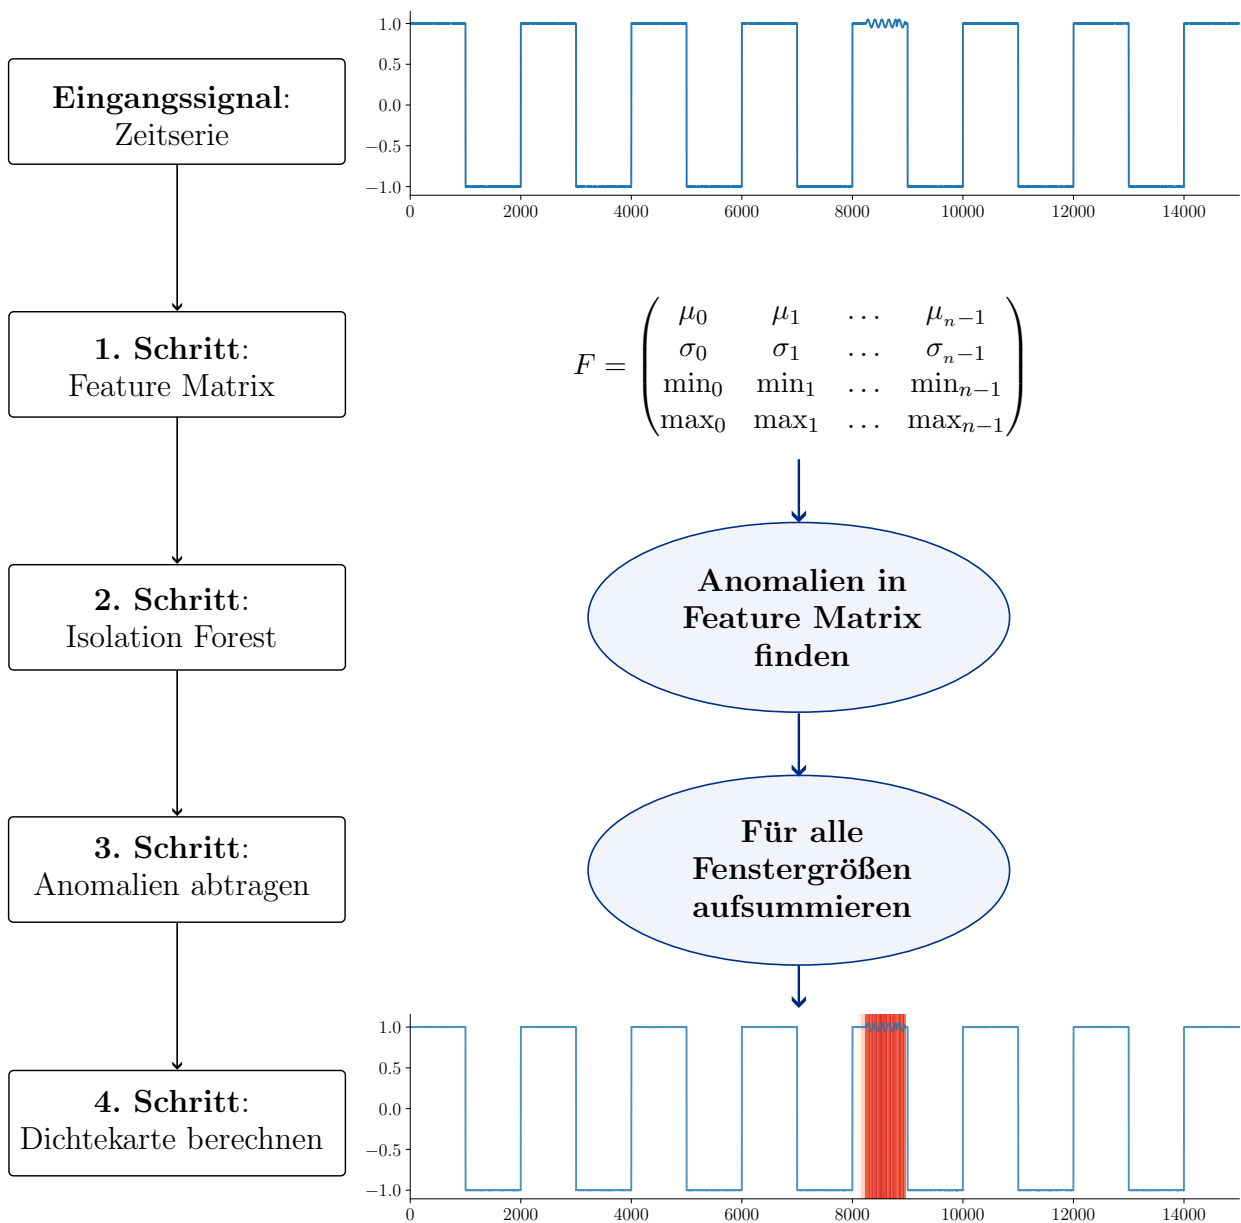 1.0
0.5
0.0
−0.5
−1.0
0 2000 4000 6000 8000 10000 12000 14000
Eingangssignal:
Zeitserie
1. Schritt:
Feature Matrix
F =
μ0 μ1 … μn−1
σ0 σ1 … σn−1
min0 min1 … minn−1
max0 max1 … maxn−1
2. Schritt:
Isolation Forest
Anomalien in
Feature Matrix
finden
3. Schritt:
Anomalien abtragen
Für alle
Fenstergrößen
aufsummieren
4. Schritt:
Dichtekarte berechnen
1.0
0.5
0.0
−0.5
−1.0
0 2000 4000 6000 8000 10000 12000 14000